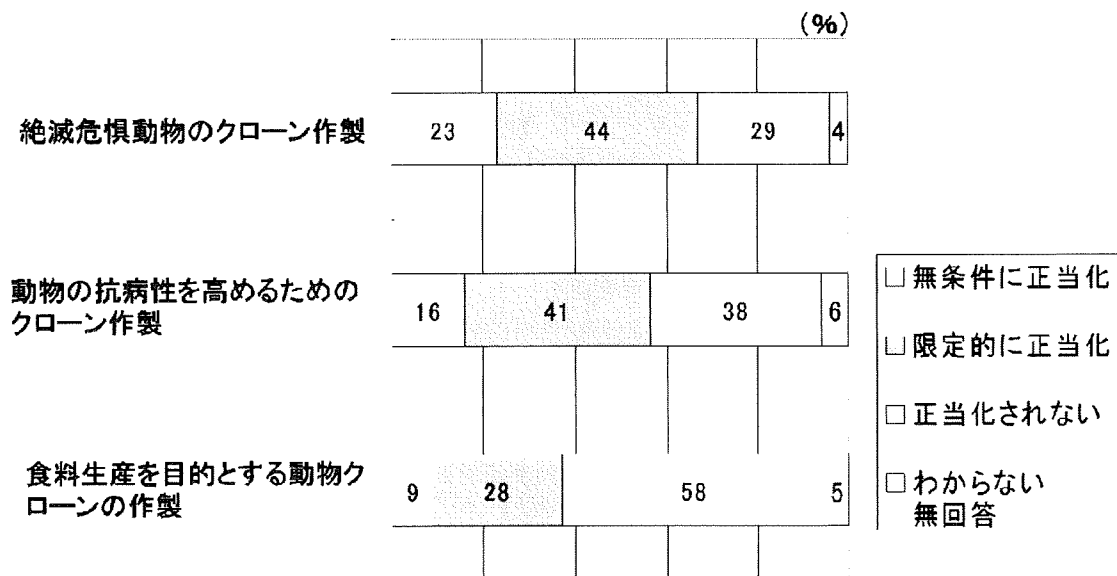 (%)
絶滅危惧動物のクローン作製
23 44 29 4
動物の抗病性を高めるための
クローン作製
16 41 38 6
食料生産を目的とする動物ク
ローンの作製
9 28 58 5
無条件に正当化
限定的に正当化
正当化されない
わからない
無回答